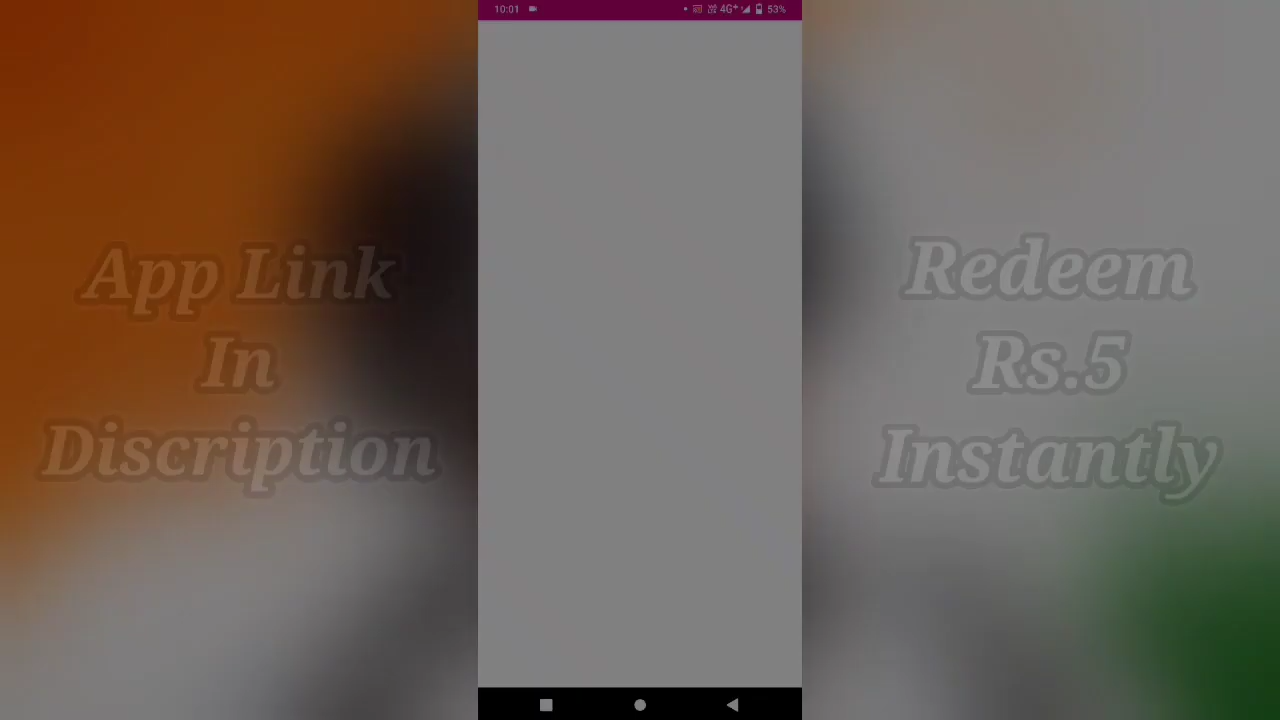 10:01 4G+ 53%
App Link
In
Discription
Redeem
Rs.5
Instantly